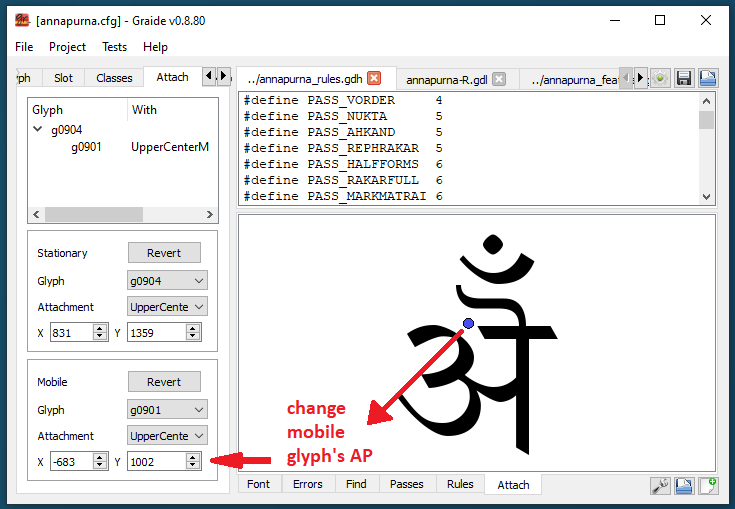 [annapurna.cfg] - Graide v0.8.80
File Project Tests Help
Slot Classes Attach
../annapurna_rules.gdh annapurna-R.gdl ../annapurna_feat
Glyph With
g0904
g0901 UpperCenterM
#define PASS_VORDER 4
#define PASS_NUKTA 5
#define PASS_AHKAND 5
#define PASS_REPHRAKAR 5
#define PASS_HALFFORMS 6
#define PASS_RAKARFULL 6
#define PASS_MARKMATRAI 6
Stationary Revert
Glyph g0904
Attachment UpperCente
X 831 Y 1359
Mobile Revert
Glyph g0901
Attachment UpperCente
X -683 Y 1002
ऄँ
change
mobile
glyph's AP
Font Errors Find Passes Rules Attach